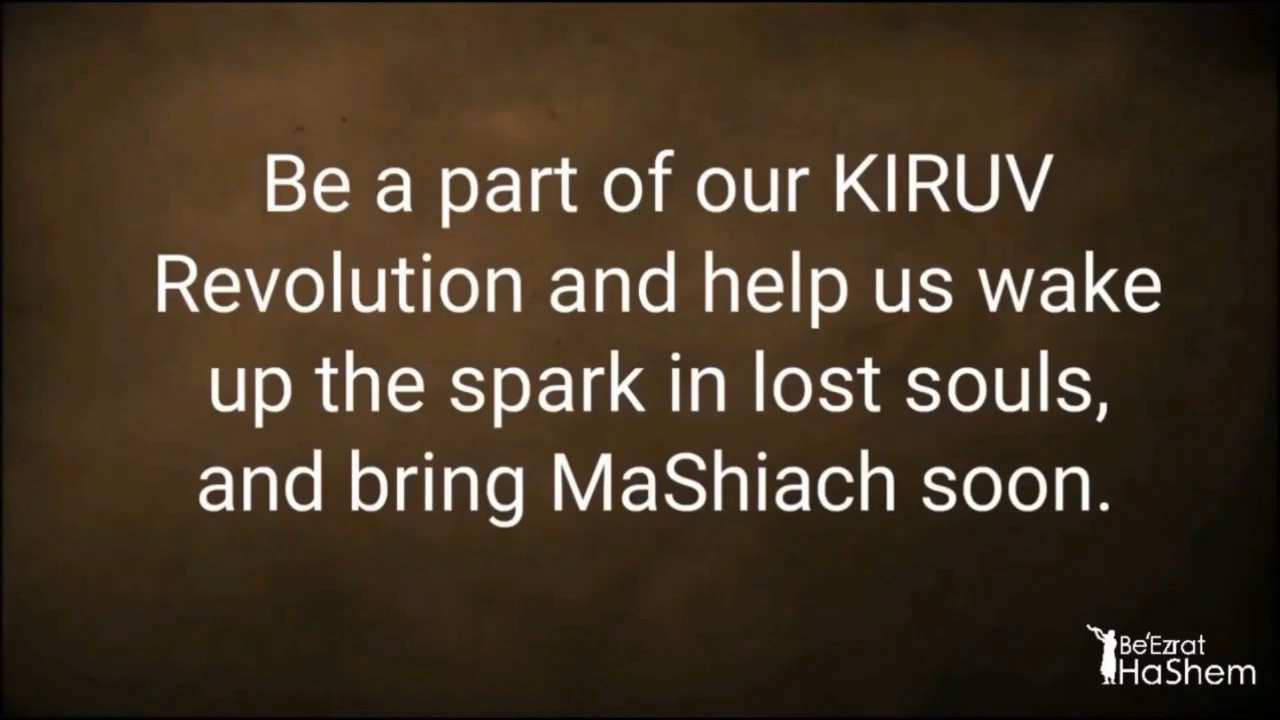 Be a part of our KIRUV
Revolution and help us wake
up the spark in lost souls,
and bring MaShiach soon.
Be'Ezrat
HaShem